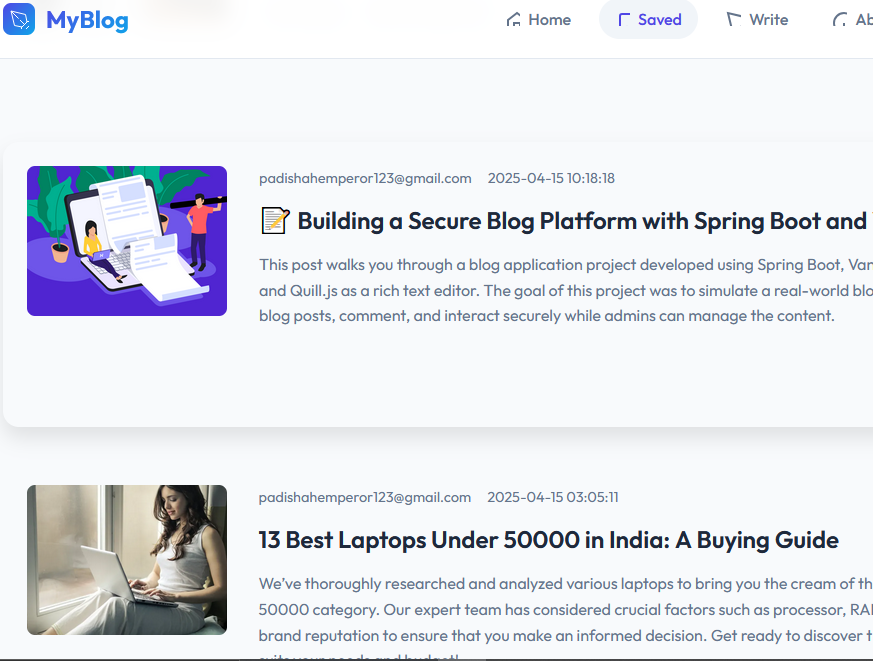 MyBlog
Home
Saved
Write
Ab
padishahemperor123@gmail.com 2025-04-15 10:18:18
📝 Building a Secure Blog Platform with Spring Boot and
This post walks you through a blog application project developed using Spring Boot, Van
and Quill.js as a rich text editor. The goal of this project was to simulate a real-world blo
blog posts, comment, and interact securely while admins can manage the content.
padishahemperor123@gmail.com 2025-04-15 03:05:11
13 Best Laptops Under 50000 in India: A Buying Guide
We’ve thoroughly researched and analyzed various laptops to bring you the cream of th
50000 category. Our expert team has considered crucial factors such as processor, RA
brand reputation to ensure that you make an informed decision. Get ready to discover t
suits your needs and budget!